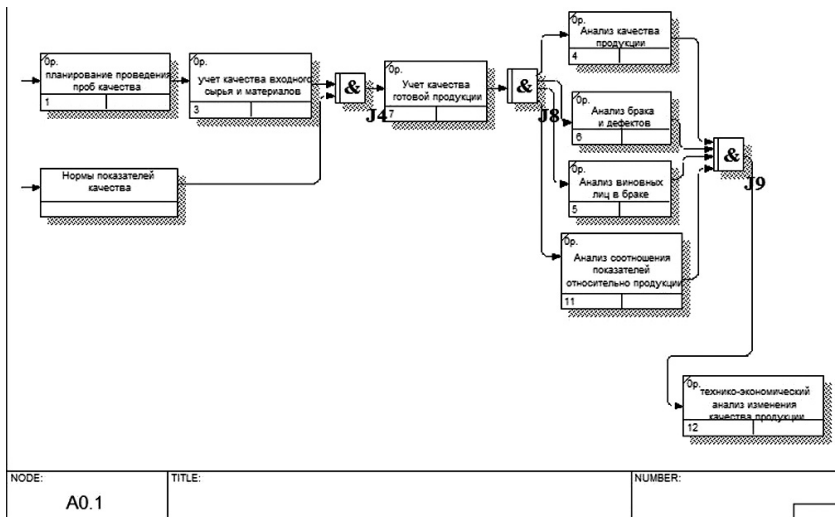 0р.
планирование проведения
проб качества
1
0р.
учет качества входного
сырья и материалов
3
Нормы показателей
качества
&
J4
0р.
Учет качества
готовой продукции
7
&
J8
0р.
Анализ качества
продукции
4
0р.
Анализ брака
и дефектов
6
0р.
Анализ виновных
лиц в браке
5
0р.
Анализ соотношения
показателей
относительно продукции
11
&
J9
0р.
технико-экономический
анализ изменения
качества продукции
12
NODE:
A0.1
TITLE:
NUMBER: